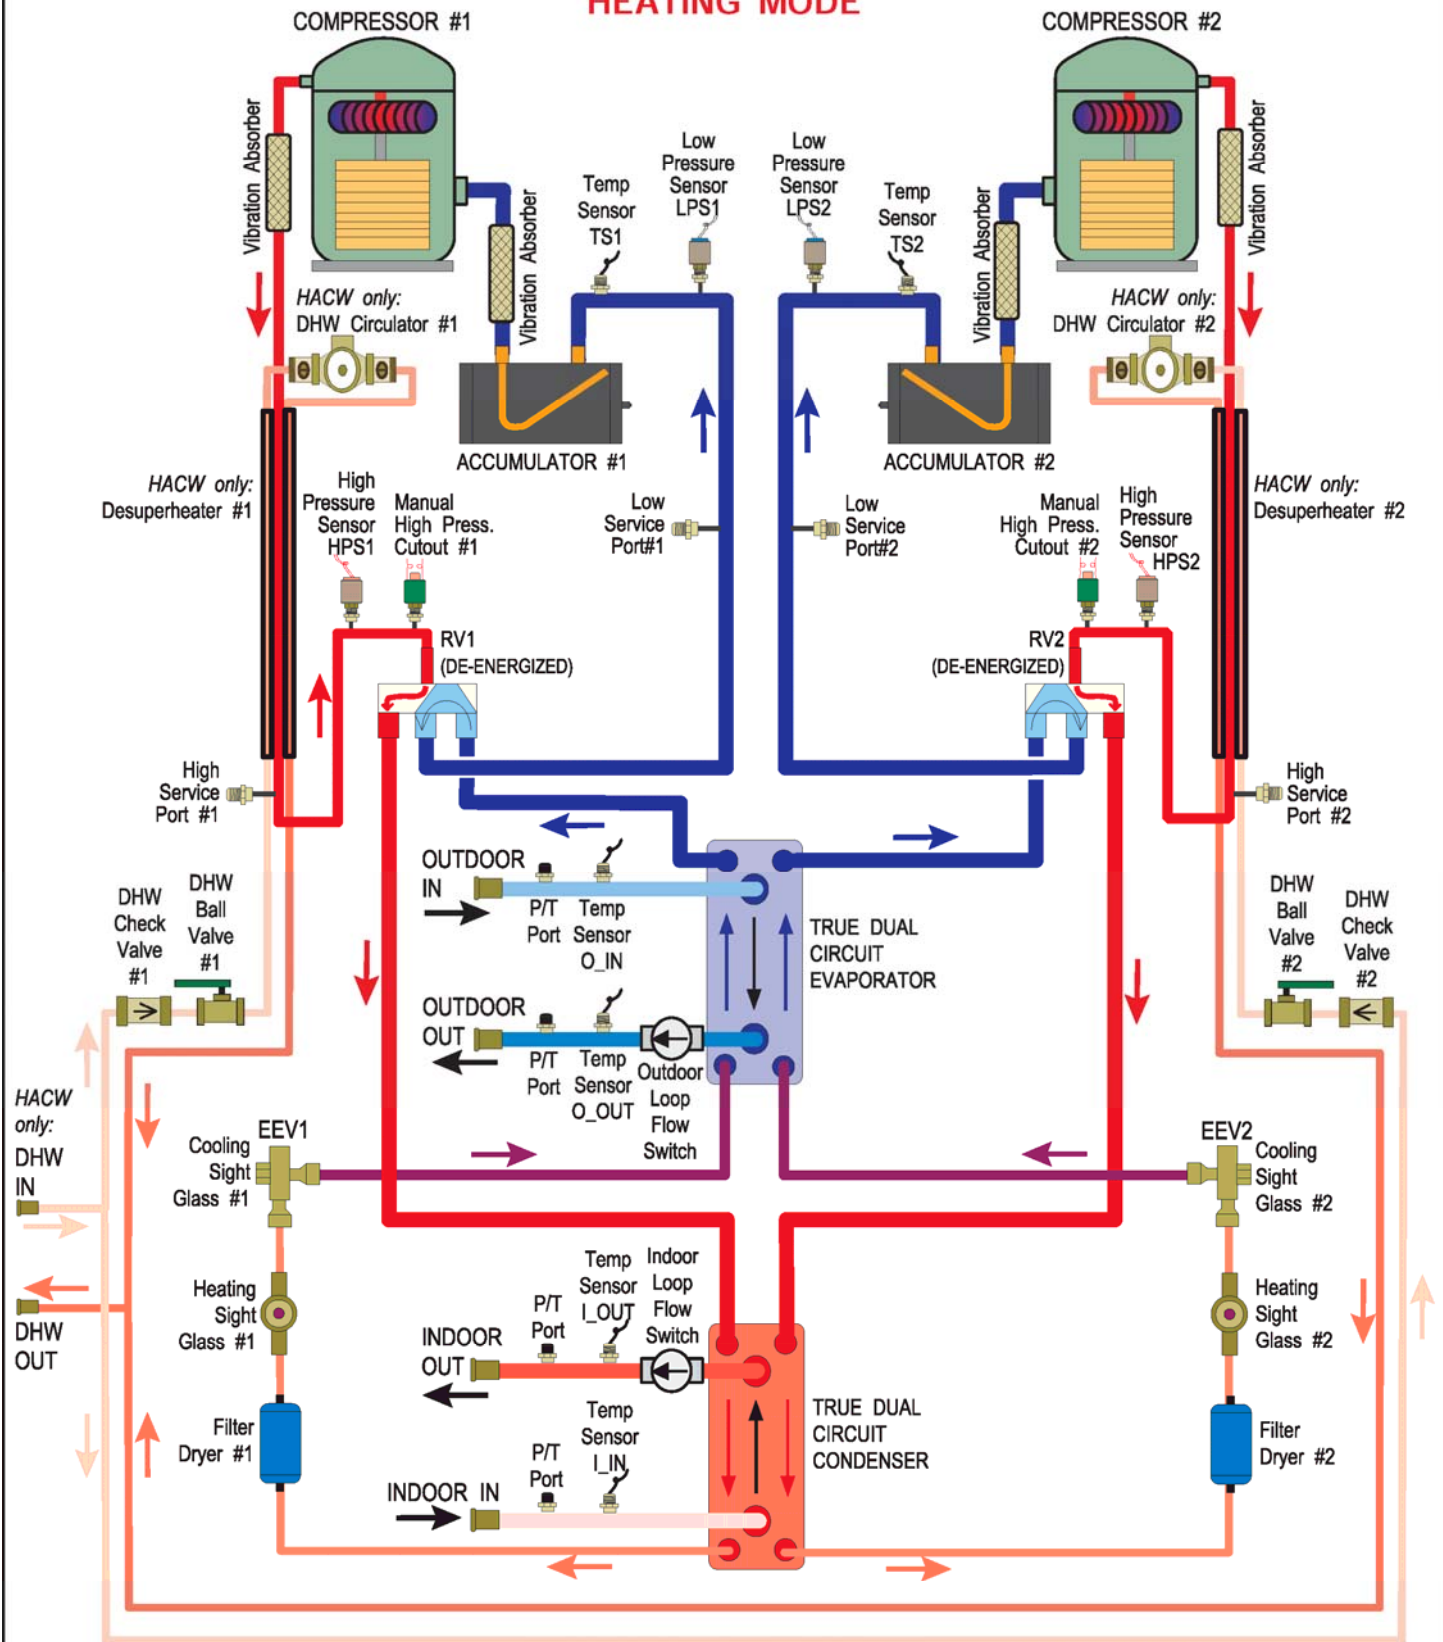 HEATING MODE
COMPRESSOR #1
COMPRESSOR #2
Vibration Absorber
Vibration Absorber
Vibration Absorber
Vibration Absorber
Temp
Sensor
TS1
Low
Pressure
Sensor
LPS1
Low
Pressure
Sensor
LPS2
Temp
Sensor
TS2
HACW only:
DHW Circulator #1
HACW only:
DHW Circulator #2
ACCUMULATOR #1
ACCUMULATOR #2
HACW only:
Desuperheater #1
High
Pressure
Sensor
HPS1
Manual
High Press.
Cutout #1
Low
Service
Port#1
Low
Service
Port#2
Manual
High Press.
Cutout #2
High
Pressure
Sensor
HPS2
HACW only:
Desuperheater #2
RV1
(DE-ENERGIZED)
RV2
(DE-ENERGIZED)
High
Service
Port #1
High
Service
Port #2
DHW
Check
Valve
#1
DHW
Ball
Valve
#1
OUTDOOR
IN
P/T
Port
Temp
Sensor
O_IN
TRUE DUAL
CIRCUIT
EVAPORATOR
DHW
Ball
Valve
#2
DHW
Check
Valve
#2
OUTDOOR
OUT
P/T
Port
Temp
Sensor
O_OUT
Outdoor
Loop
Flow
Switch
HACW
only:
DHW
IN
DHW
OUT
EEV1
Cooling
Sight
Glass #1
EEV2
Cooling
Sight
Glass #2
Heating
Sight
Glass #1
Heating
Sight
Glass #2
INDOOR
OUT
P/T
Port
Temp
Sensor
I_OUT
Indoor
Loop
Flow
Switch
Filter
Dryer #1
Filter
Dryer #2
TRUE DUAL
CIRCUIT
CONDENSER
INDOOR IN
P/T
Port
Temp
Sensor
I_IN